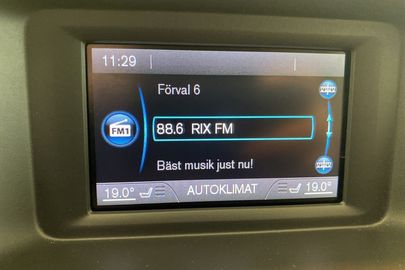 11:29
Förval 6
FM1
88.6 RIX FM
Bäst musik just nu!
19.0° AUTOKLIMAT 19.0°